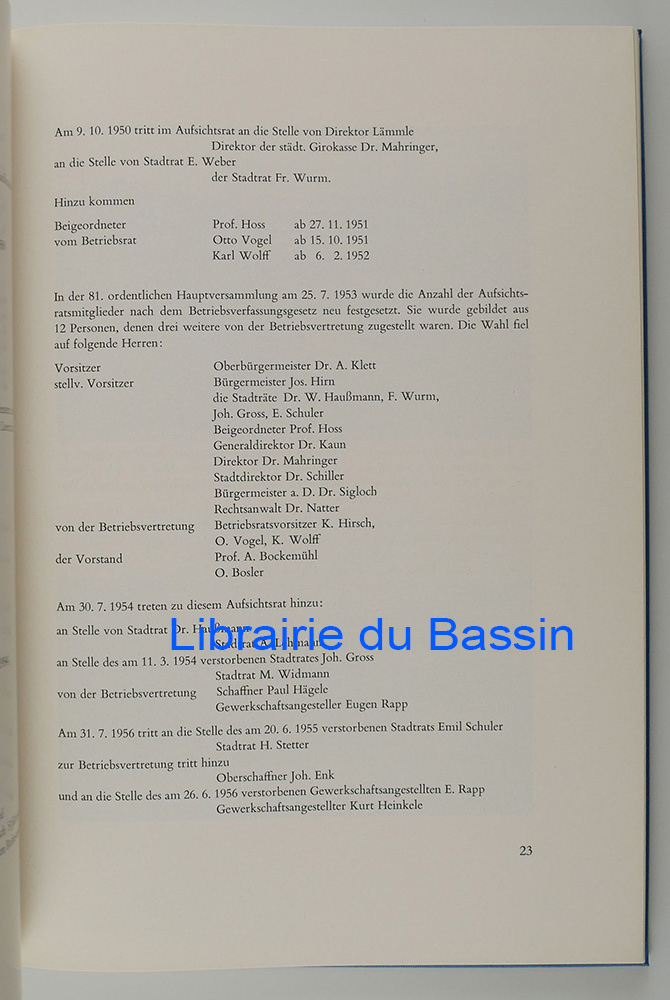 Am 9. 10. 1950 tritt im Aufsichtsrat an die Stelle von Direktor Lämmle
Direktor der städt. Girokasse Dr. Mahringer,
an die Stelle von Stadtrat E. Weber
der Stadtrat Fr. Wurm.
Hinzu kommen
Beigeordneter Prof. Hoss ab 27. 11. 1951
vom Betriebsrat Otto Vogel ab 15. 10. 1951
Karl Wolff ab 6. 2. 1952
In der 81. ordentlichen Hauptversammlung am 25. 7. 1953 wurde die Anzahl der Aufsichts-
ratsmitglieder nach dem Betriebsverfassungsgesetz neu festgesetzt. Sie wurde gebildet aus
12 Personen, denen drei weitere von der Betriebsvertretung zugestellt waren. Die Wahl fiel
auf folgende Herren:
Vorsitzer Oberbürgermeister Dr. A. Klett
stellv. Vorsitzer Bürgermeister Jos. Hirn
die Stadträte Dr. W. Haußmann, F. Wurm,
Joh. Gross, E. Schuler
Beigeordneter Prof. Hoss
Generaldirektor Dr. Kaun
Direktor Dr. Mahringer
Stadtdirektor Dr. Schiller
Bürgermeister a. D. Dr. Sigloch
Rechtsanwalt Dr. Natter
von der Betriebsvertretung Betriebsratsvorsitzer K. Hirsch,
O. Vogel, K. Wolff
der Vorstand Prof. A. Bockemühl
O. Bosler
Am 30. 7. 1954 treten zu diesem Aufsichtsrat hinzu:
an Stelle von Stadtrat Dr. Haußmann
Librairie du Bassin
Stadtrat A. Lehmann
an Stelle des am 11. 3. 1954 verstorbenen Stadtrates Joh. Gross
Stadtrat M. Widmann
von der Betriebsvertretung Schaffner Paul Hägele
Gewerkschaftsangesteller Eugen Rapp
Am 31. 7. 1956 tritt an die Stelle des am 20. 6. 1955 verstorbenen Stadtrats Emil Schuler
Stadtrat H. Stetter
zur Betriebsvertretung tritt hinzu
Oberschaffner Joh. Enk
und an die Stelle des am 26. 6. 1956 verstorbenen Gewerkschaftsangestellten E. Rapp
Gewerkschaftsangestellter Kurt Heinkele
23